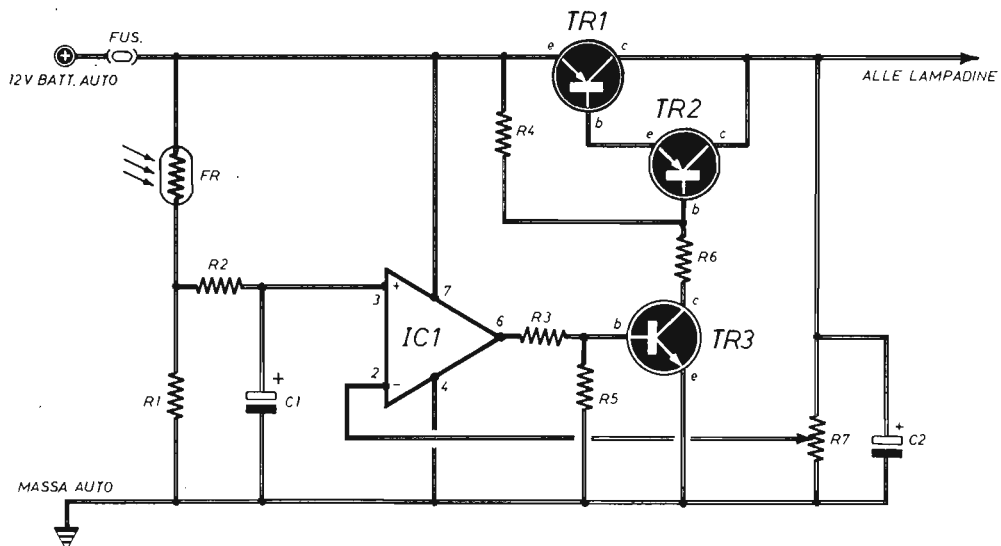 TR1
FUS.
e
c
12V BATT. AUTO
ALLE LAMPADINE
b
TR2
R4
e
c
FR
b
R2
R6
3
+
7
R3
c
IC1
6
b
TR3
2
−
4
e
R1
+
C1
R5
R7
+
C2
MASSA AUTO